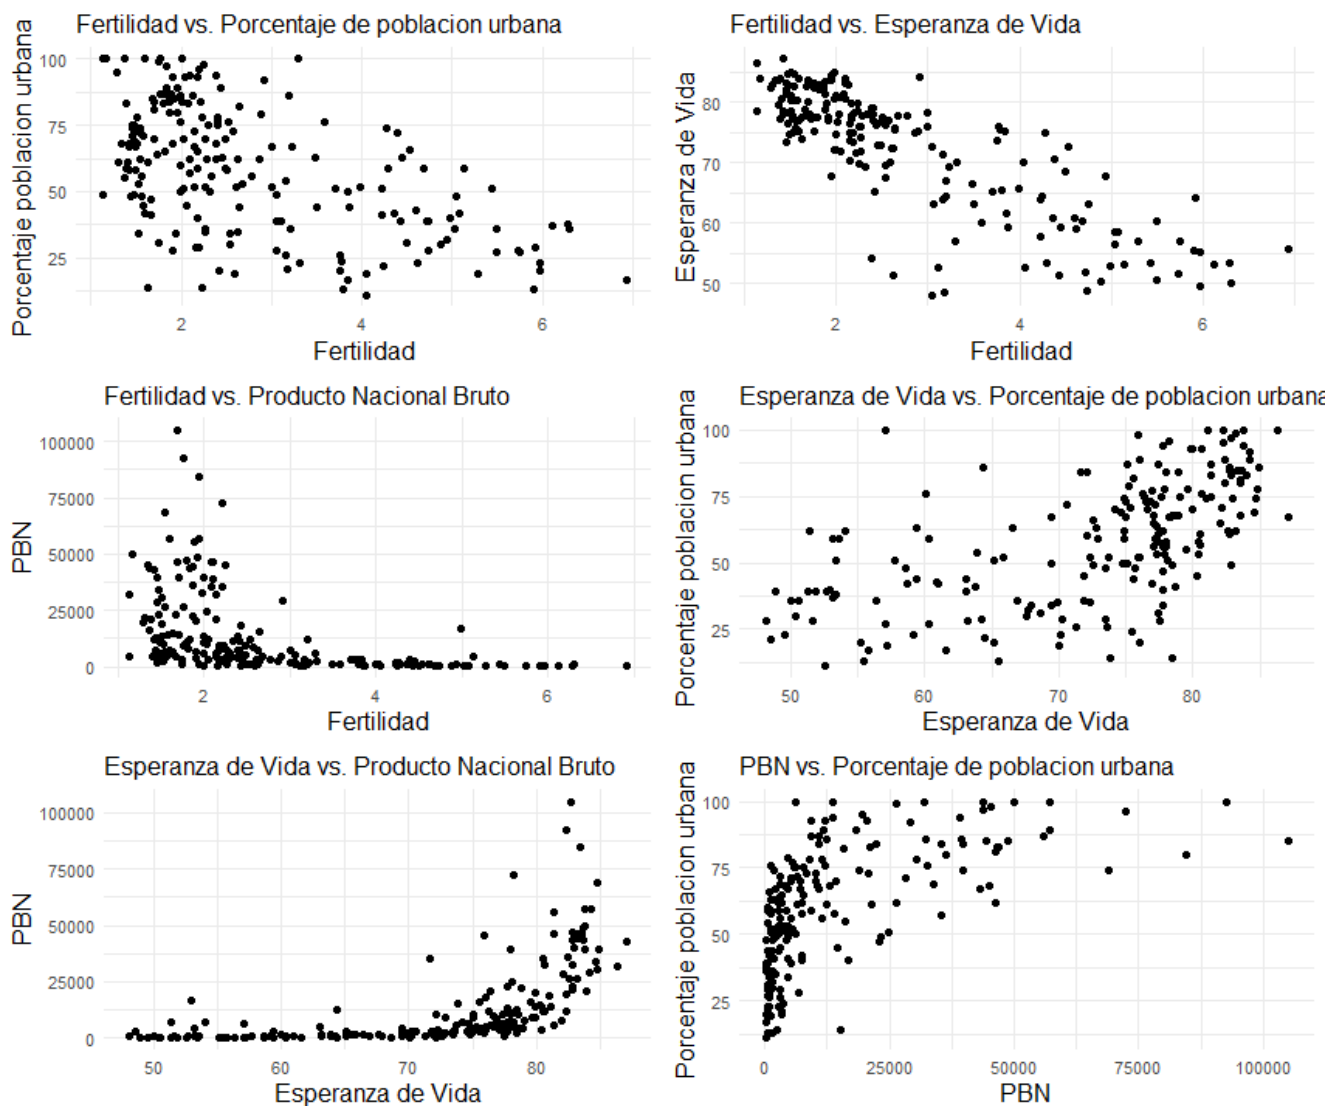 Fertilidad vs. Porcentaje de poblacion urbana
Porcentaje poblacion urbana
100
75
50
25
2 4 6
Fertilidad
Fertilidad vs. Esperanza de Vida
Esperanza de Vida
80
70
60
50
2 4 6
Fertilidad
Fertilidad vs. Producto Nacional Bruto
PBN
100000
75000
50000
25000
0
2 4 6
Fertilidad
Esperanza de Vida vs. Porcentaje de poblacion urbana
Porcentaje poblacion urbana
100
75
50
25
50 60 70 80
Esperanza de Vida
Esperanza de Vida vs. Producto Nacional Bruto
PBN
100000
75000
50000
25000
0
50 60 70 80
Esperanza de Vida
PBN vs. Porcentaje de poblacion urbana
Porcentaje poblacion urbana
100
75
50
25
0 25000 50000 75000 100000
PBN